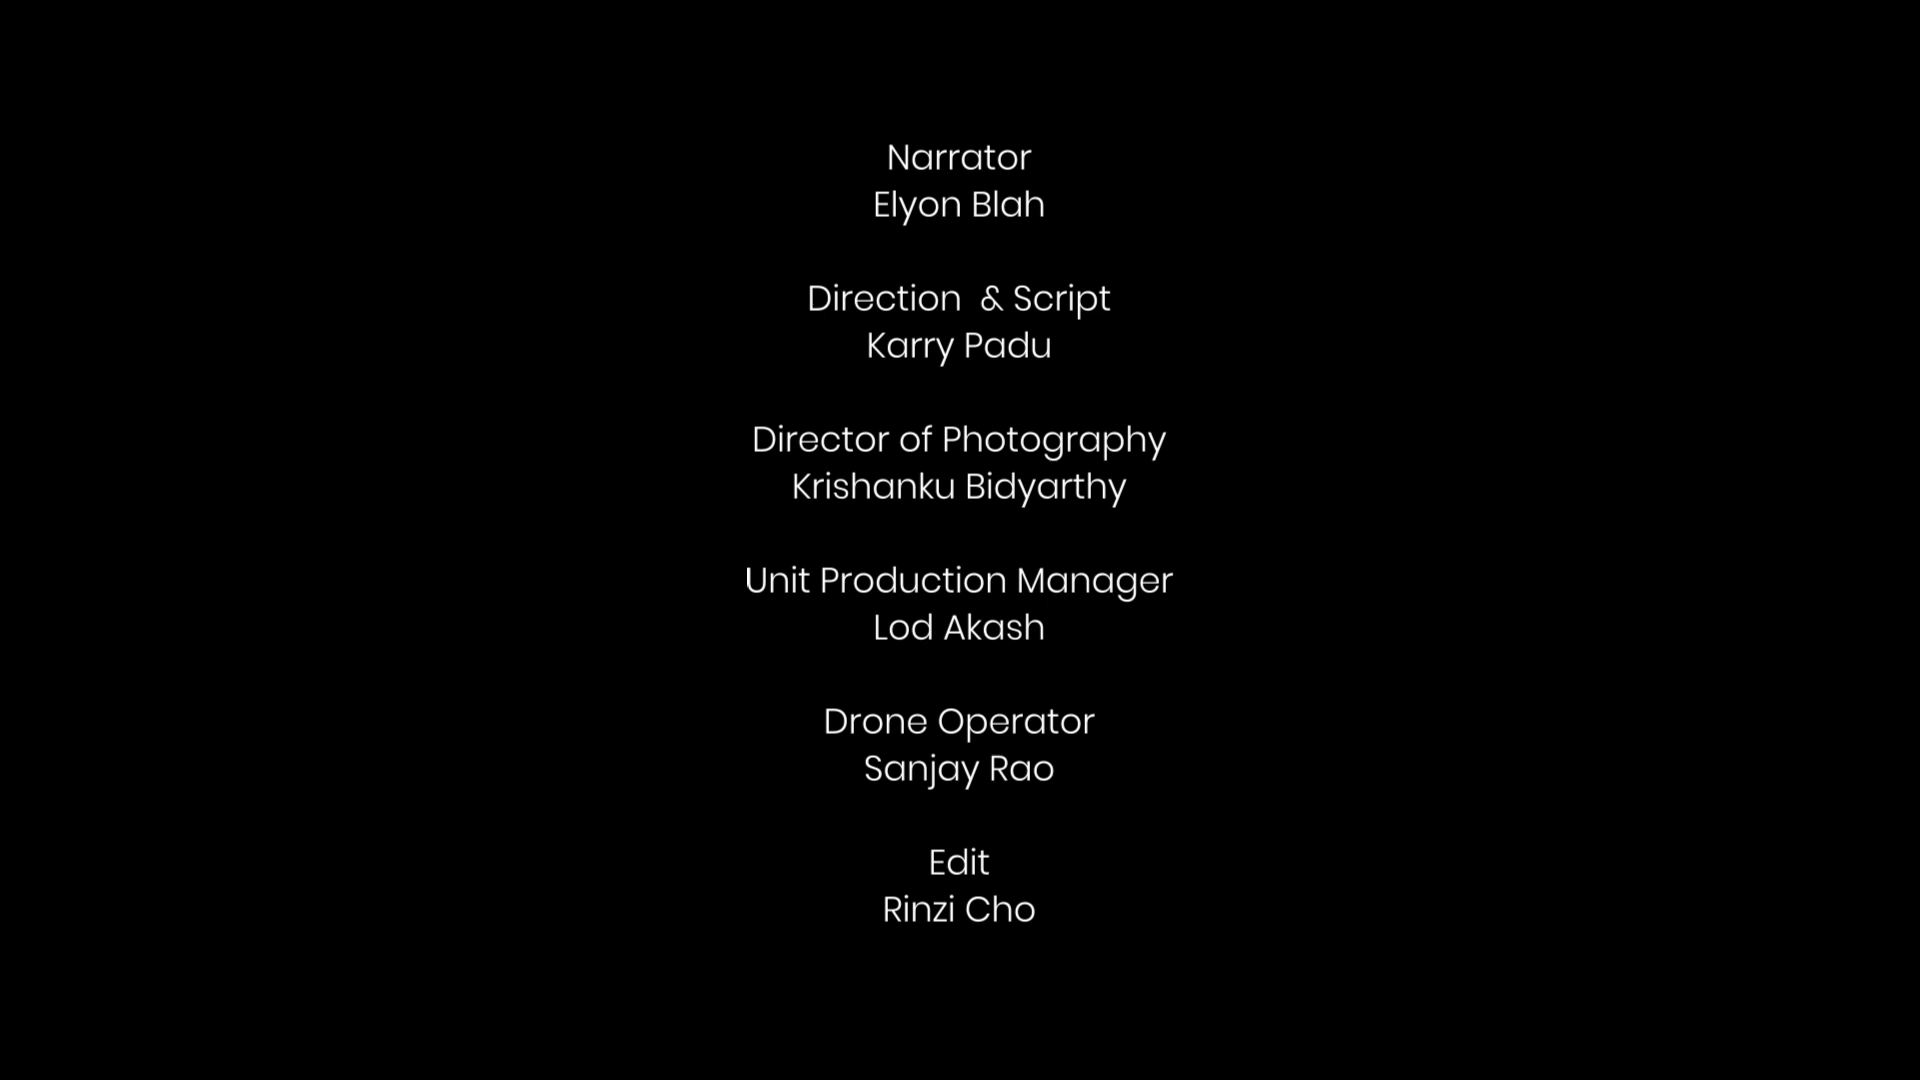 Narrator
Elyon Blah
Direction  & Script
Karry Padu
Director of Photography
Krishanku Bidyarthy
Unit Production Manager
Lod Akash
Drone Operator
Sanjay Rao
Edit
Rinzi Cho